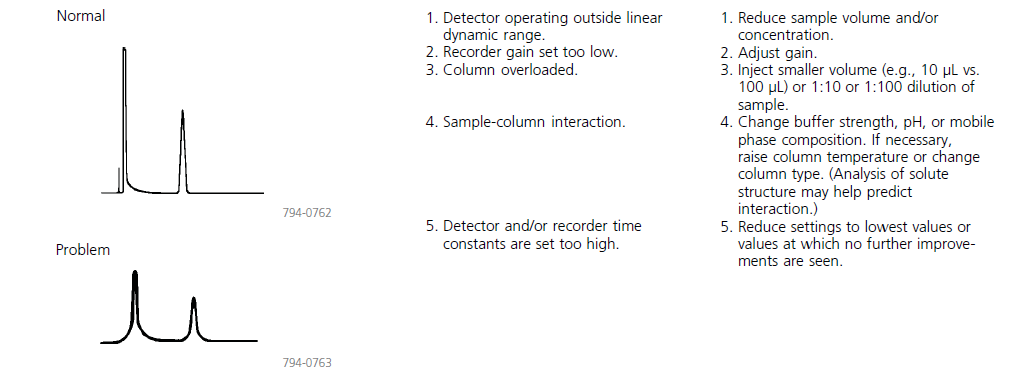 Normal
794-0762
Problem
794-0763
1. Detector operating outside linear
dynamic range.
2. Recorder gain set too low.
3. Column overloaded.
4. Sample-column interaction.
5. Detector and/or recorder time
constants are set too high.
1. Reduce sample volume and/or
concentration.
2. Adjust gain.
3. Inject smaller volume (e.g., 10 µL vs.
100 µL) or 1:10 or 1:100 dilution of
sample.
4. Change buffer strength, pH, or mobile
phase composition. If necessary,
raise column temperature or change
column type. (Analysis of solute
structure may help predict
interaction.)
5. Reduce settings to lowest values or
values at which no further improve-
ments are seen.